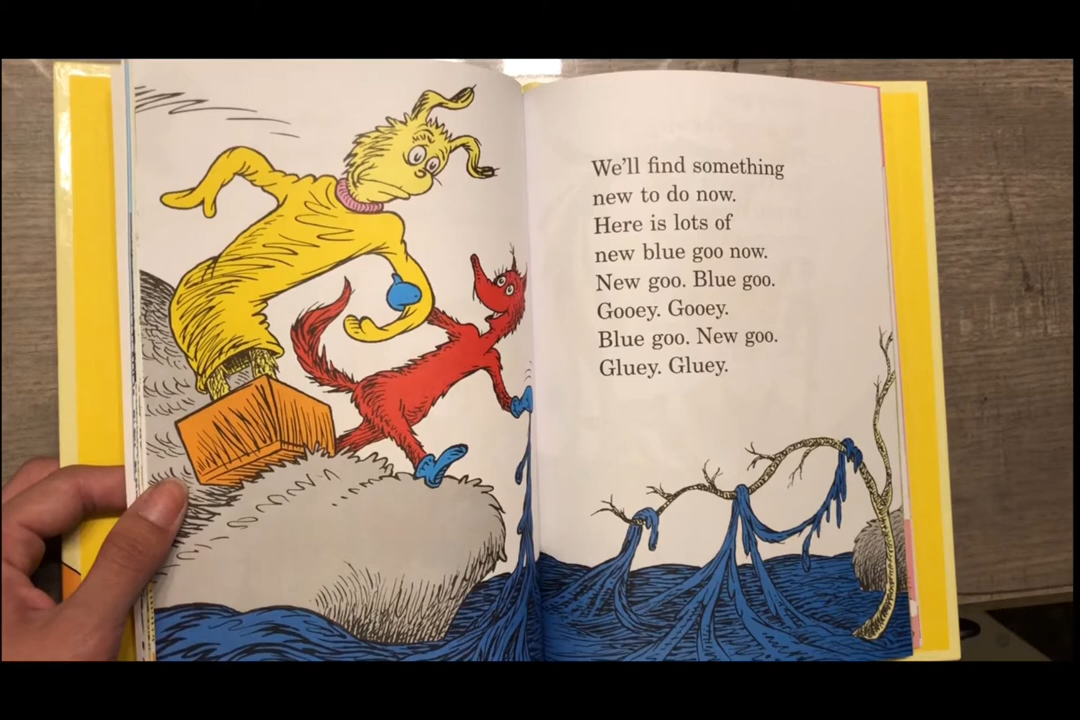 We'll find something
new to do now.
Here is lots of
new blue goo now.
New goo. Blue goo.
Gooey. Gooey.
Blue goo. New goo.
Gluey. Gluey.